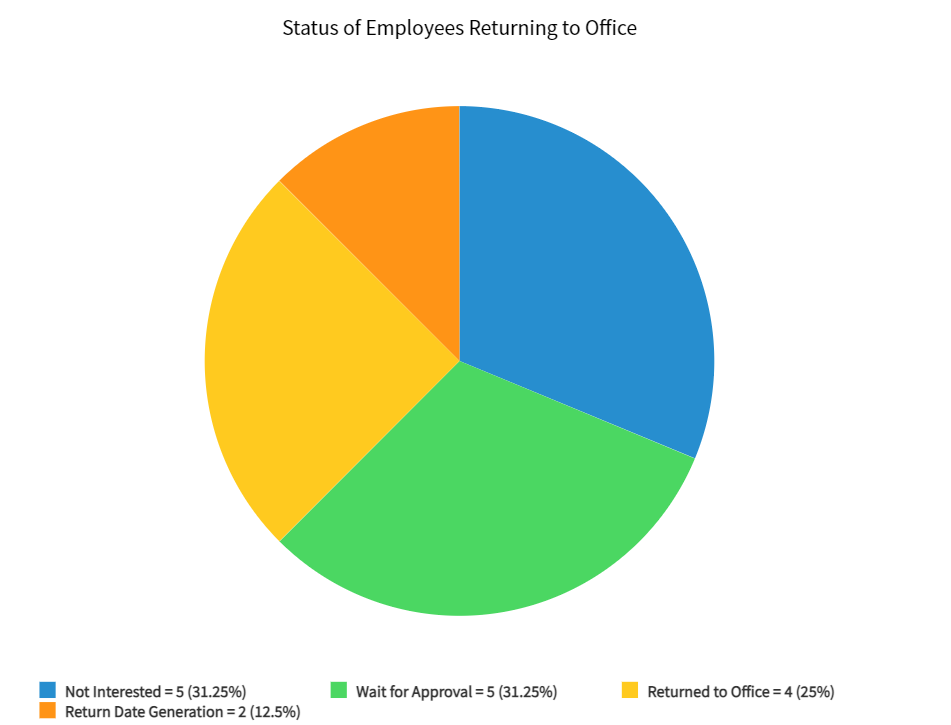 Status of Employees Returning to Office
Not Interested = 5 (31.25%) Wait for Approval = 5 (31.25%) Returned to Office = 4 (25%)
Return Date Generation = 2 (12.5%)